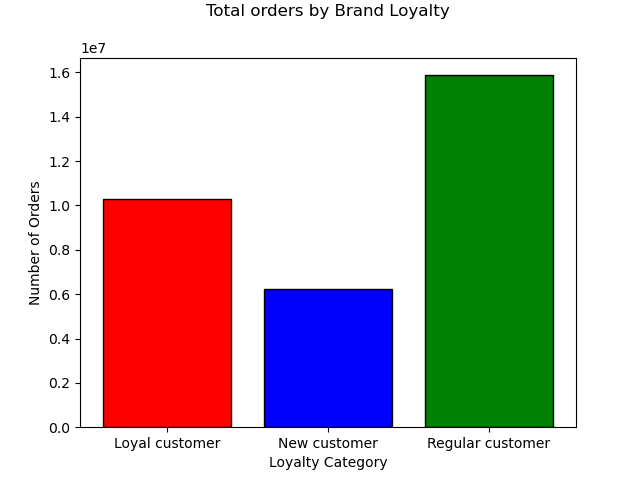 Total orders by Brand Loyalty
1e7
1.6
1.4
1.2
1.0
0.8
0.6
0.4
0.2
0.0
Number of Orders
Loyal customer New customer Regular customer
Loyalty Category